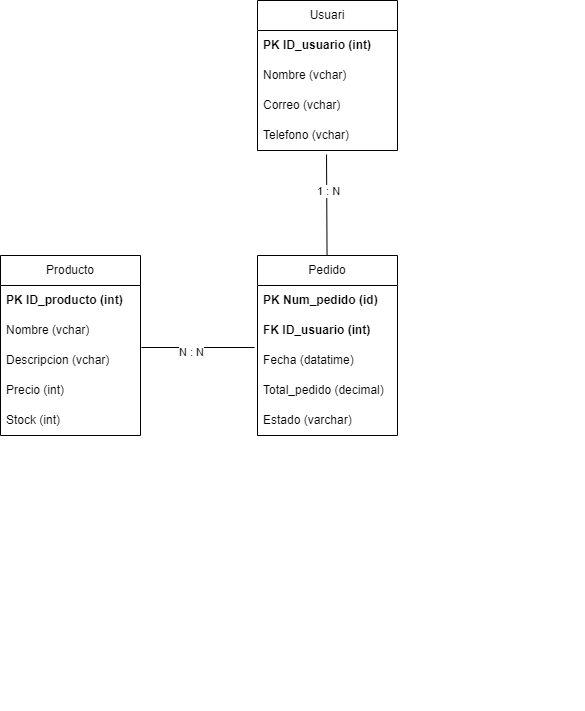 Usuari
PK ID_usuario (int)
Nombre (vchar)
Correo (vchar)
Telefono (vchar)
1 : N
Producto
PK ID_producto (int)
Nombre (vchar)
Descripcion (vchar)
Precio (int)
Stock (int)
N : N
Pedido
PK Num_pedido (id)
FK ID_usuario (int)
Fecha (datatime)
Total_pedido (decimal)
Estado (varchar)